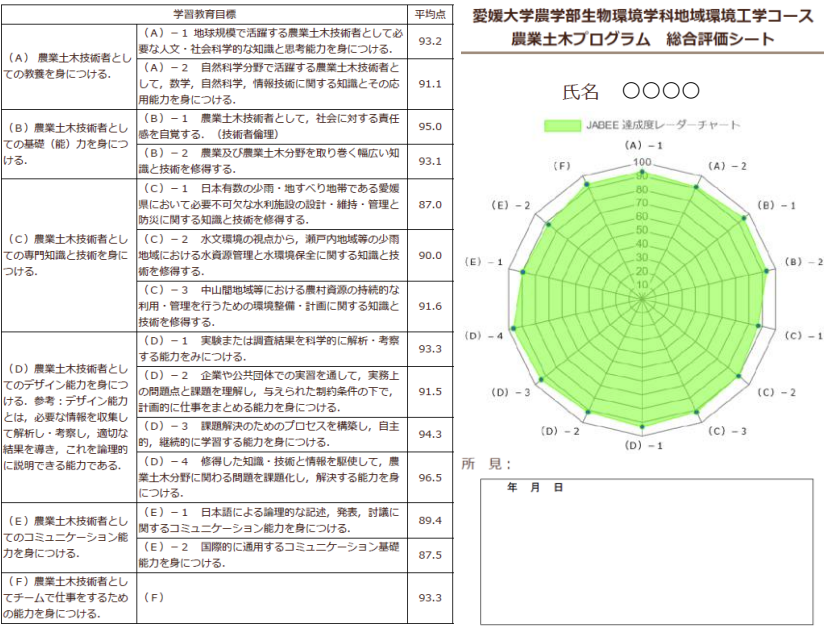 学習教育目標 平均点
(A) 農業土木技術者とし
ての教養を身につける.
(A)－1 地球規模で活躍する農業土木技術者として必
要な人文・社会科学的な知識と思考能力を身につける.
93.2
(A)－2 自然科学分野で活躍する農業土木技術者と
して，数学，自然科学，情報技術に関する知識とその応
用能力を身につける.
91.1
(B) 農業土木技術者とし
ての基礎（能）力を身につ
ける.
(B)－1 農業土木技術者として，社会に対する責任
感を自覚する.（技術者倫理）
95.0
(B)－2 農業及び農業土木分野を取り巻く幅広い知
識と技術を修得する.
93.1
(C) 農業土木技術者とし
ての専門知識と技術を身に
つける.
(C)－1 日本有数の少雨・地すべり地帯である愛媛
県において必要不可欠な水利施設の設計・維持・管理と
防災に関する知識と技術を修得する.
87.0
(C)－2 水文環境の視点から，瀬戸内地域等の少雨
地域における水資源管理と水環境保全に関する知識と技
術を修得する.
90.0
(C)－3 中山間地域等における農村資源の持続的な
利用・管理を行うための環境整備・計画に関する知識と
技術を修得する.
91.6
(D) 農業土木技術者とし
てのデザイン能力を身につ
ける. 参考：デザイン能力
とは，必要な情報を収集し
て解析し・考察し，適切な
結果を導き，これを論理的
に説明できる能力である.
(D)－1 実験または調査結果を科学的に解析・考察
する能力をみにつける.
93.3
(D)－2 企業や公共団体での実習を通して，実務上
の問題点と課題を理解し，与えられた制約条件の下で，
計画的に仕事をまとめる能力を身につける.
91.5
(D)－3 課題解決のためのプロセスを構築し，自主
的，継続的に学習する能力を身につける.
94.3
(D)－4 修得した知識・技術と情報を駆使して，農
業土木分野に関わる問題を課題化し，解決する能力を身
につける.
96.5
(E) 農業土木技術者とし
てのコミュニケーション能
力を身につける.
(E)－1 日本語による論理的な記述，発表，討議に
関するコミュニケーション能力を身につける.
89.4
(E)－2 国際的に通用するコミュニケーション基礎
能力を身につける.
87.5
(F) 農業土木技術者とし
てチームで仕事をするため
の能力を身につける.
(F)
93.3
愛媛大学農学部生物環境学科地域環境工学コース
農業土木プログラム 総合評価シート
氏名 〇〇〇〇
JABEE 達成度レーダーチャート
(A)－1
(A)－2
(B)－1
(B)－2
(C)－1
(C)－2
(C)－3
(D)－1
(D)－2
(D)－3
(D)－4
(E)－1
(E)－2
(F)
100
90
80
70
60
50
40
30
20
10
所 見：
年 月 日